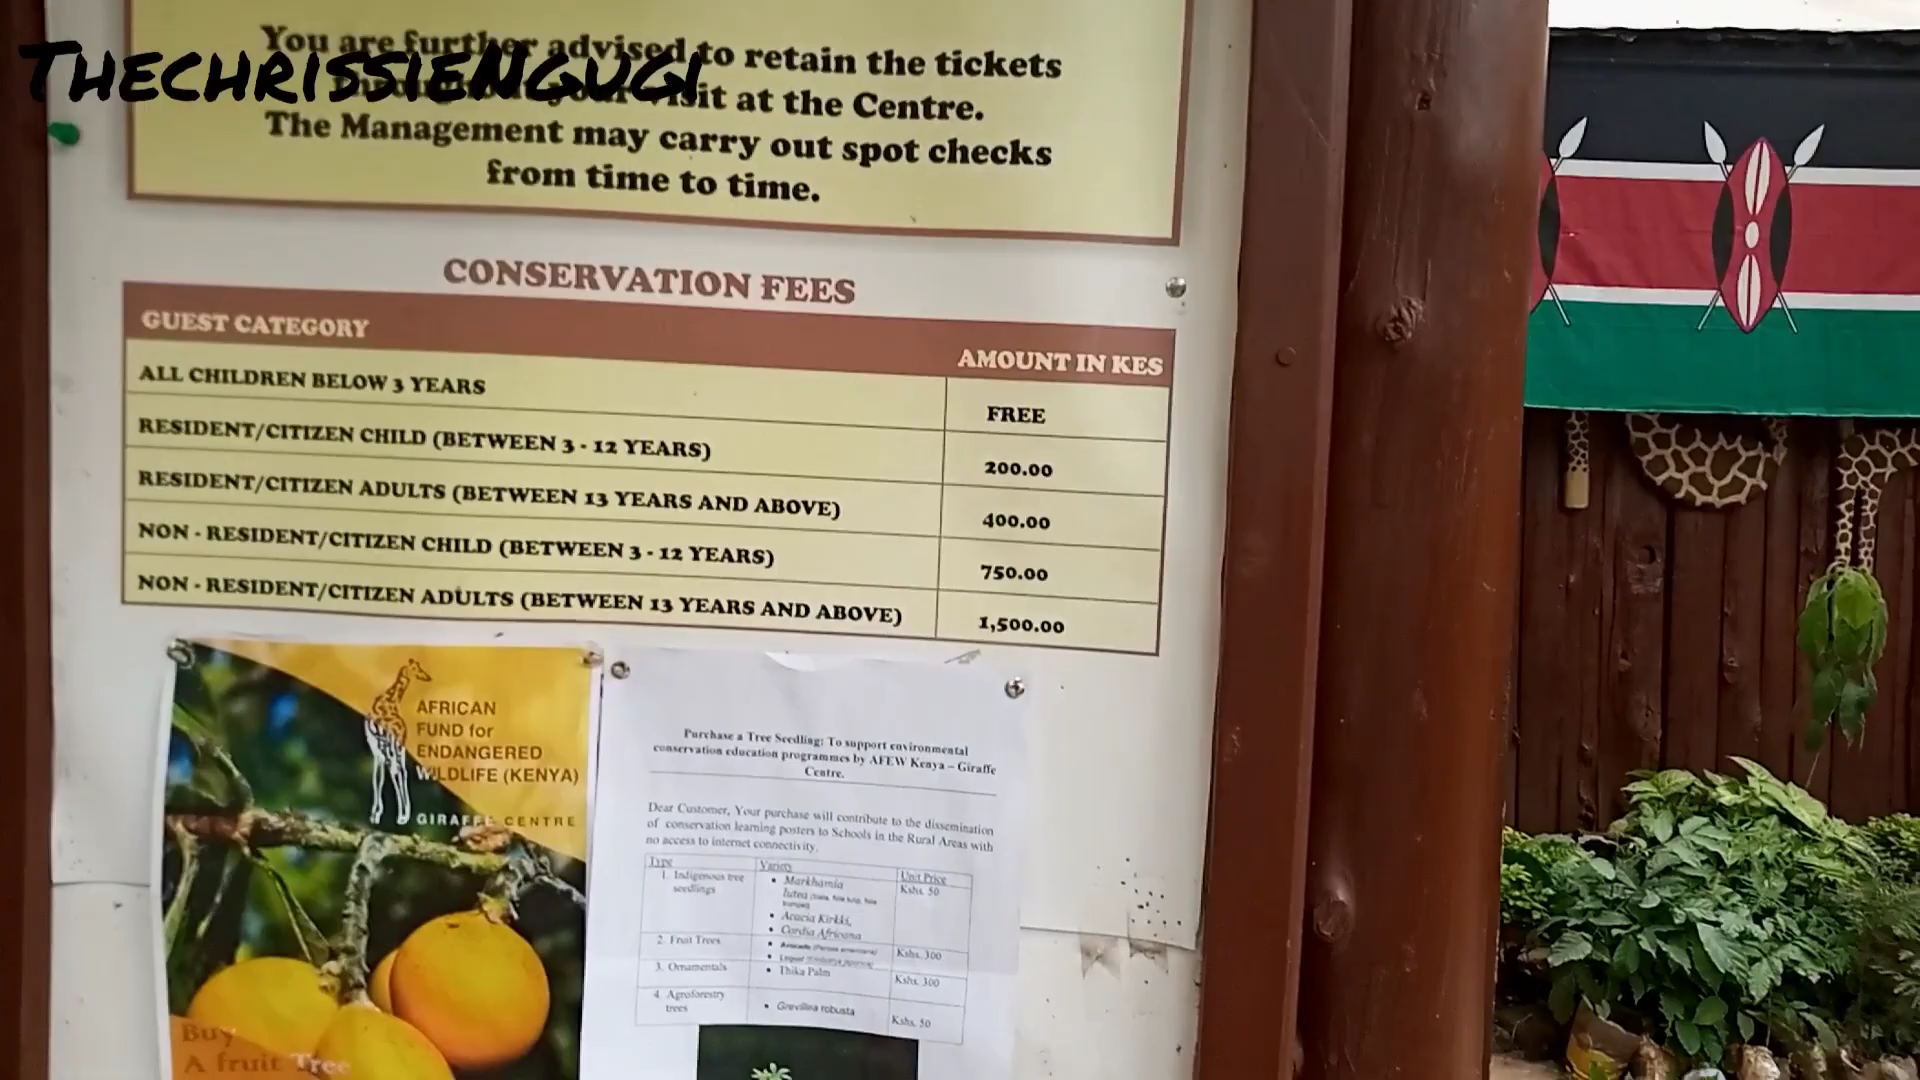 THECHRISSIENGUGI
You are further advised to retain the tickets
your visit at the Centre.
The Management may carry out spot checks
from time to time.
CONSERVATION FEES
GUEST CATEGORY AMOUNT IN KES
ALL CHILDREN BELOW 3 YEARS FREE
RESIDENT/CITIZEN CHILD (BETWEEN 3 - 12 YEARS) 200.00
RESIDENT/CITIZEN ADULTS (BETWEEN 13 YEARS AND ABOVE) 400.00
NON - RESIDENT/CITIZEN CHILD (BETWEEN 3 - 12 YEARS) 750.00
NON - RESIDENT/CITIZEN ADULTS (BETWEEN 13 YEARS AND ABOVE) 1,500.00
AFRICAN
FUND for
ENDANGERED
WILDLIFE (KENYA)
GIRAFFE CENTRE
Buy
A fruit Tree
Purchase a Tree Seedling: To support environmental
conservation education programmes by AFEW Kenya – Giraffe
Centre.
Dear Customer, Your purchase will contribute to the dissemination
of conservation learning posters to Schools in the Rural Areas with
no access to internet connectivity.
Type Variety Unit Price
1. Indigenous tree • Markhamia Kshs. 50
seedlings lutea
• Acacia Kirkki,
• Cordia Africana
2. Fruit Trees • Avocado Kshs. 300
3. Ornamentals • Thika Palm Kshs. 300
4. Agroforestry • Grevillea robusta Kshs. 50
trees